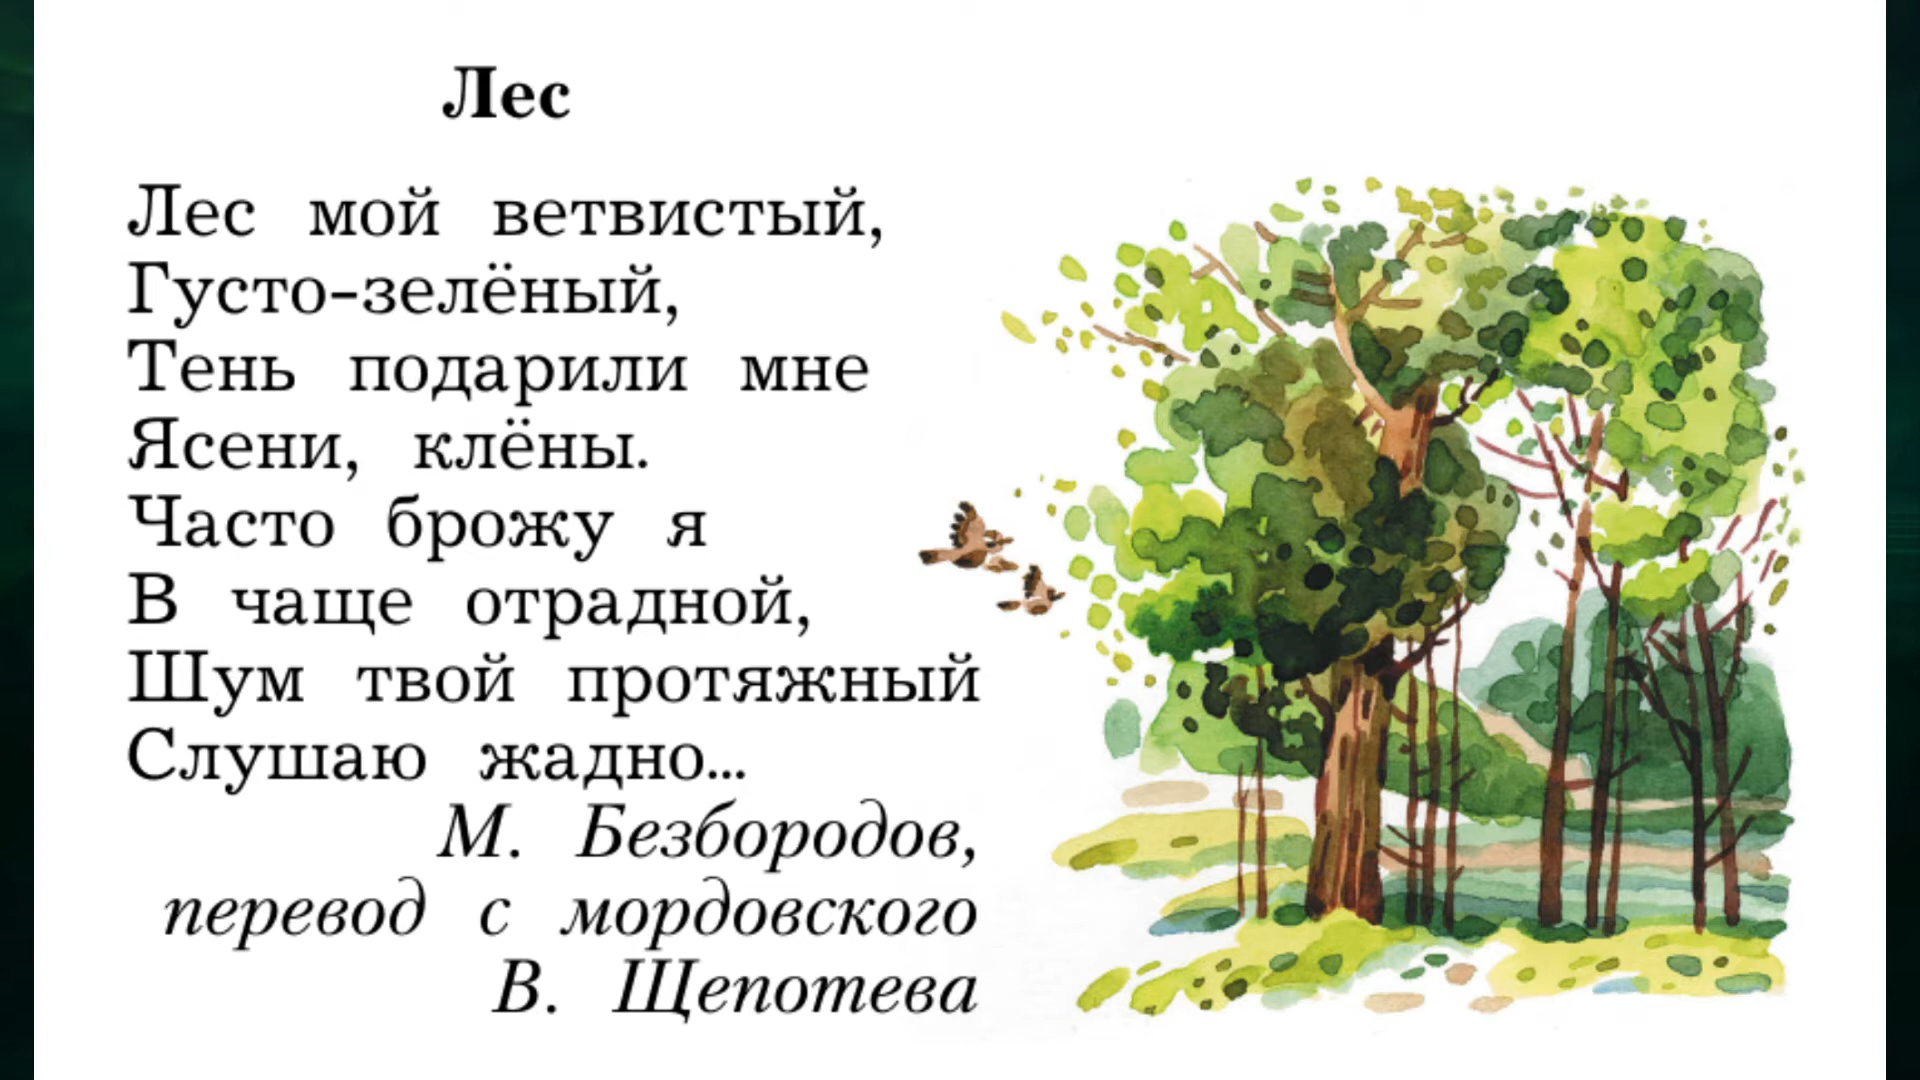 Лес
Лес мой ветвистый,
Густо-зелёный,
Тень подарили мне
Ясени, клёны.
Часто брожу я
В чаще отрадной,
Шум твой протяжный
Слушаю жадно...
М. Безбородов,
перевод с мордовского
В. Щепотева